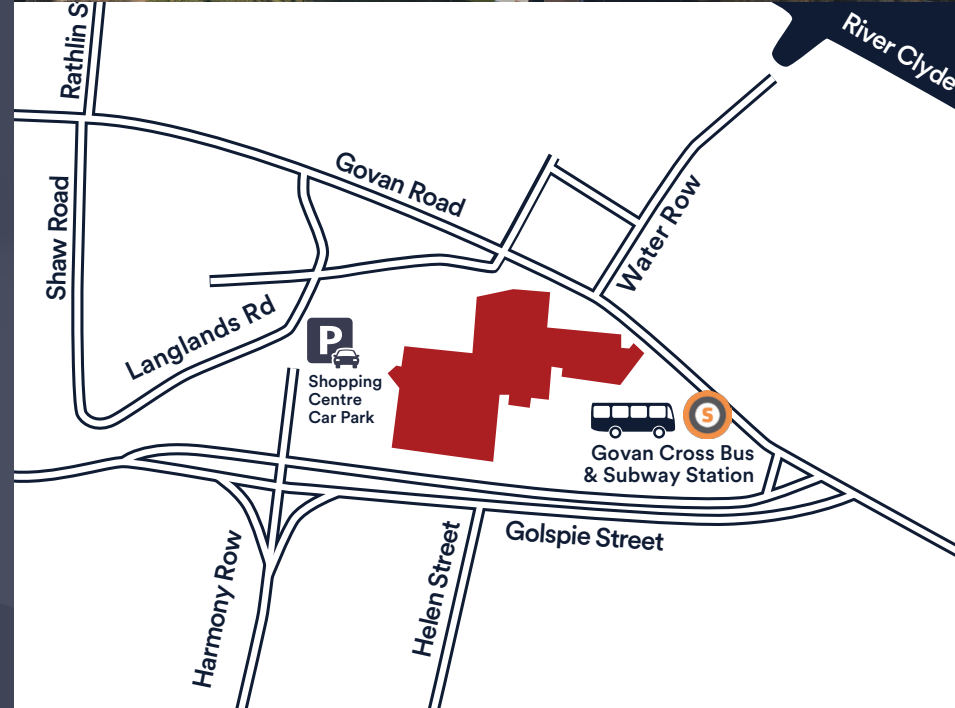 Rathlin S
River Clyde
Govan Road
Shaw Road
Water Row
Langlands Rd
P
Shopping
Centre
Car Park
S
Govan Cross Bus
& Subway Station
Golspie Street
Harmony Row
Helen Street